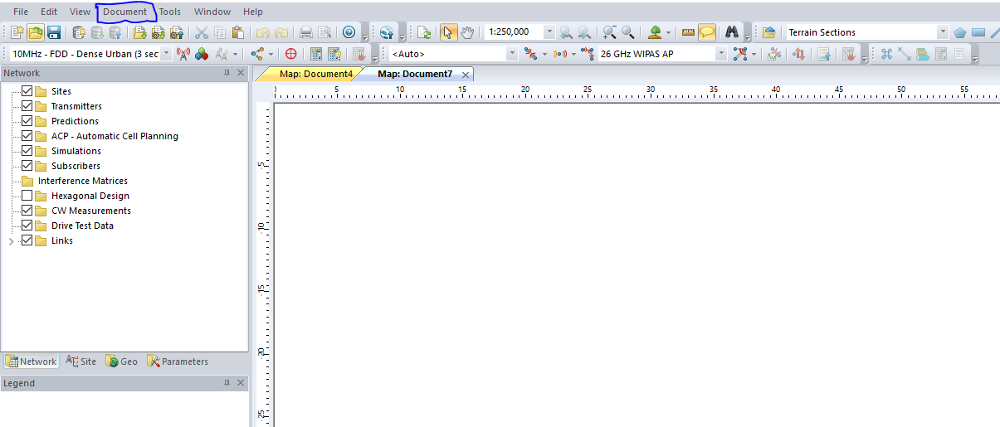 File Edit View Document Tools Window Help
1:250,000 Terrain Sections
10MHz - FDD - Dense Urban (3 sec <Auto> 26 GHz WIPAS AP
Network
Map: Document4 Map: Document7
0 5 10 15 20 25 30 35 40 45 50 55
Sites
Transmitters
Predictions
ACP - Automatic Cell Planning
Simulations
Subscribers
Interference Matrices
Hexagonal Design
CW Measurements
Drive Test Data
Links
-5
-10
-15
-20
-25
Network Site Geo Parameters
Legend